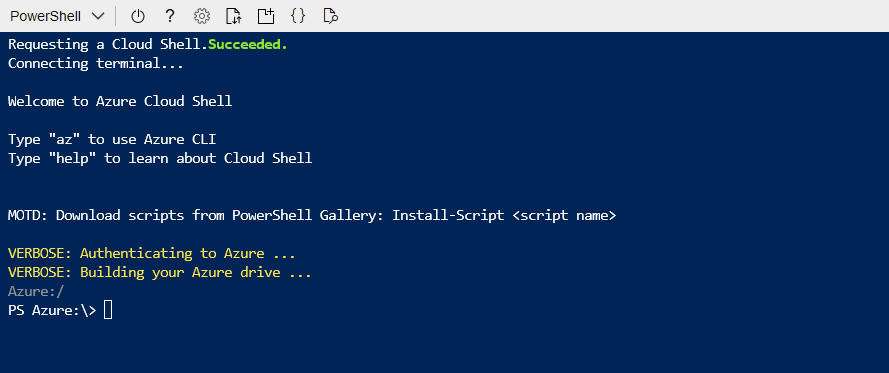 PowerShell
? {}
Requesting a Cloud Shell.Succeeded.
Connecting terminal...
Welcome to Azure Cloud Shell
Type "az" to use Azure CLI
Type "help" to learn about Cloud Shell
MOTD: Download scripts from PowerShell Gallery: Install-Script <script name>
VERBOSE: Authenticating to Azure ...
VERBOSE: Building your Azure drive ...
Azure:/
PS Azure:\>